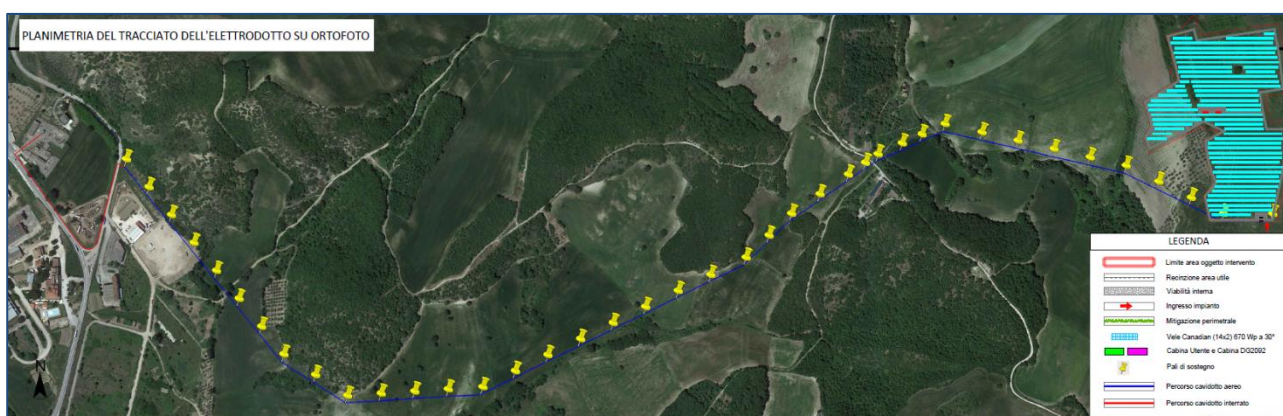 PLANIMETRIA DEL TRACCIATO DELL'ELETTRODOTTO SU ORTOFOTO
LEGENDA
Limite area oggetto intervento
Recinzione area utile
Viabilità interna
Ingresso impianto
Mitigazione perimetrale
Vele Canadian (14x2) 670 Wp a 30°
Cabina Utente e Cabina DG2092
Pali di sostegno
Percorso cavidotto aereo
Percorso cavidotto interrato
N